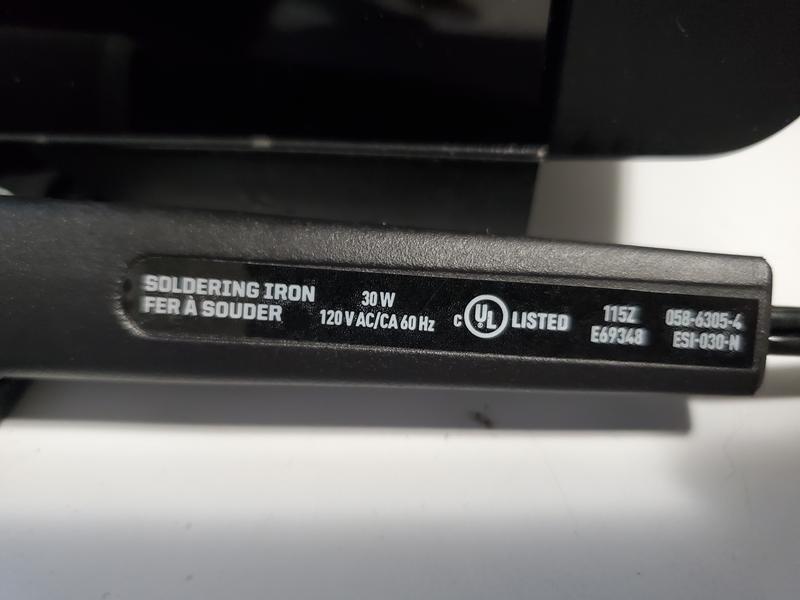 SOLDERING IRON
FER À SOUDER
30 W
120 V AC/CA 60 Hz
c UL LISTED
115Z
E69348
058-6305-4
ESI-030-N